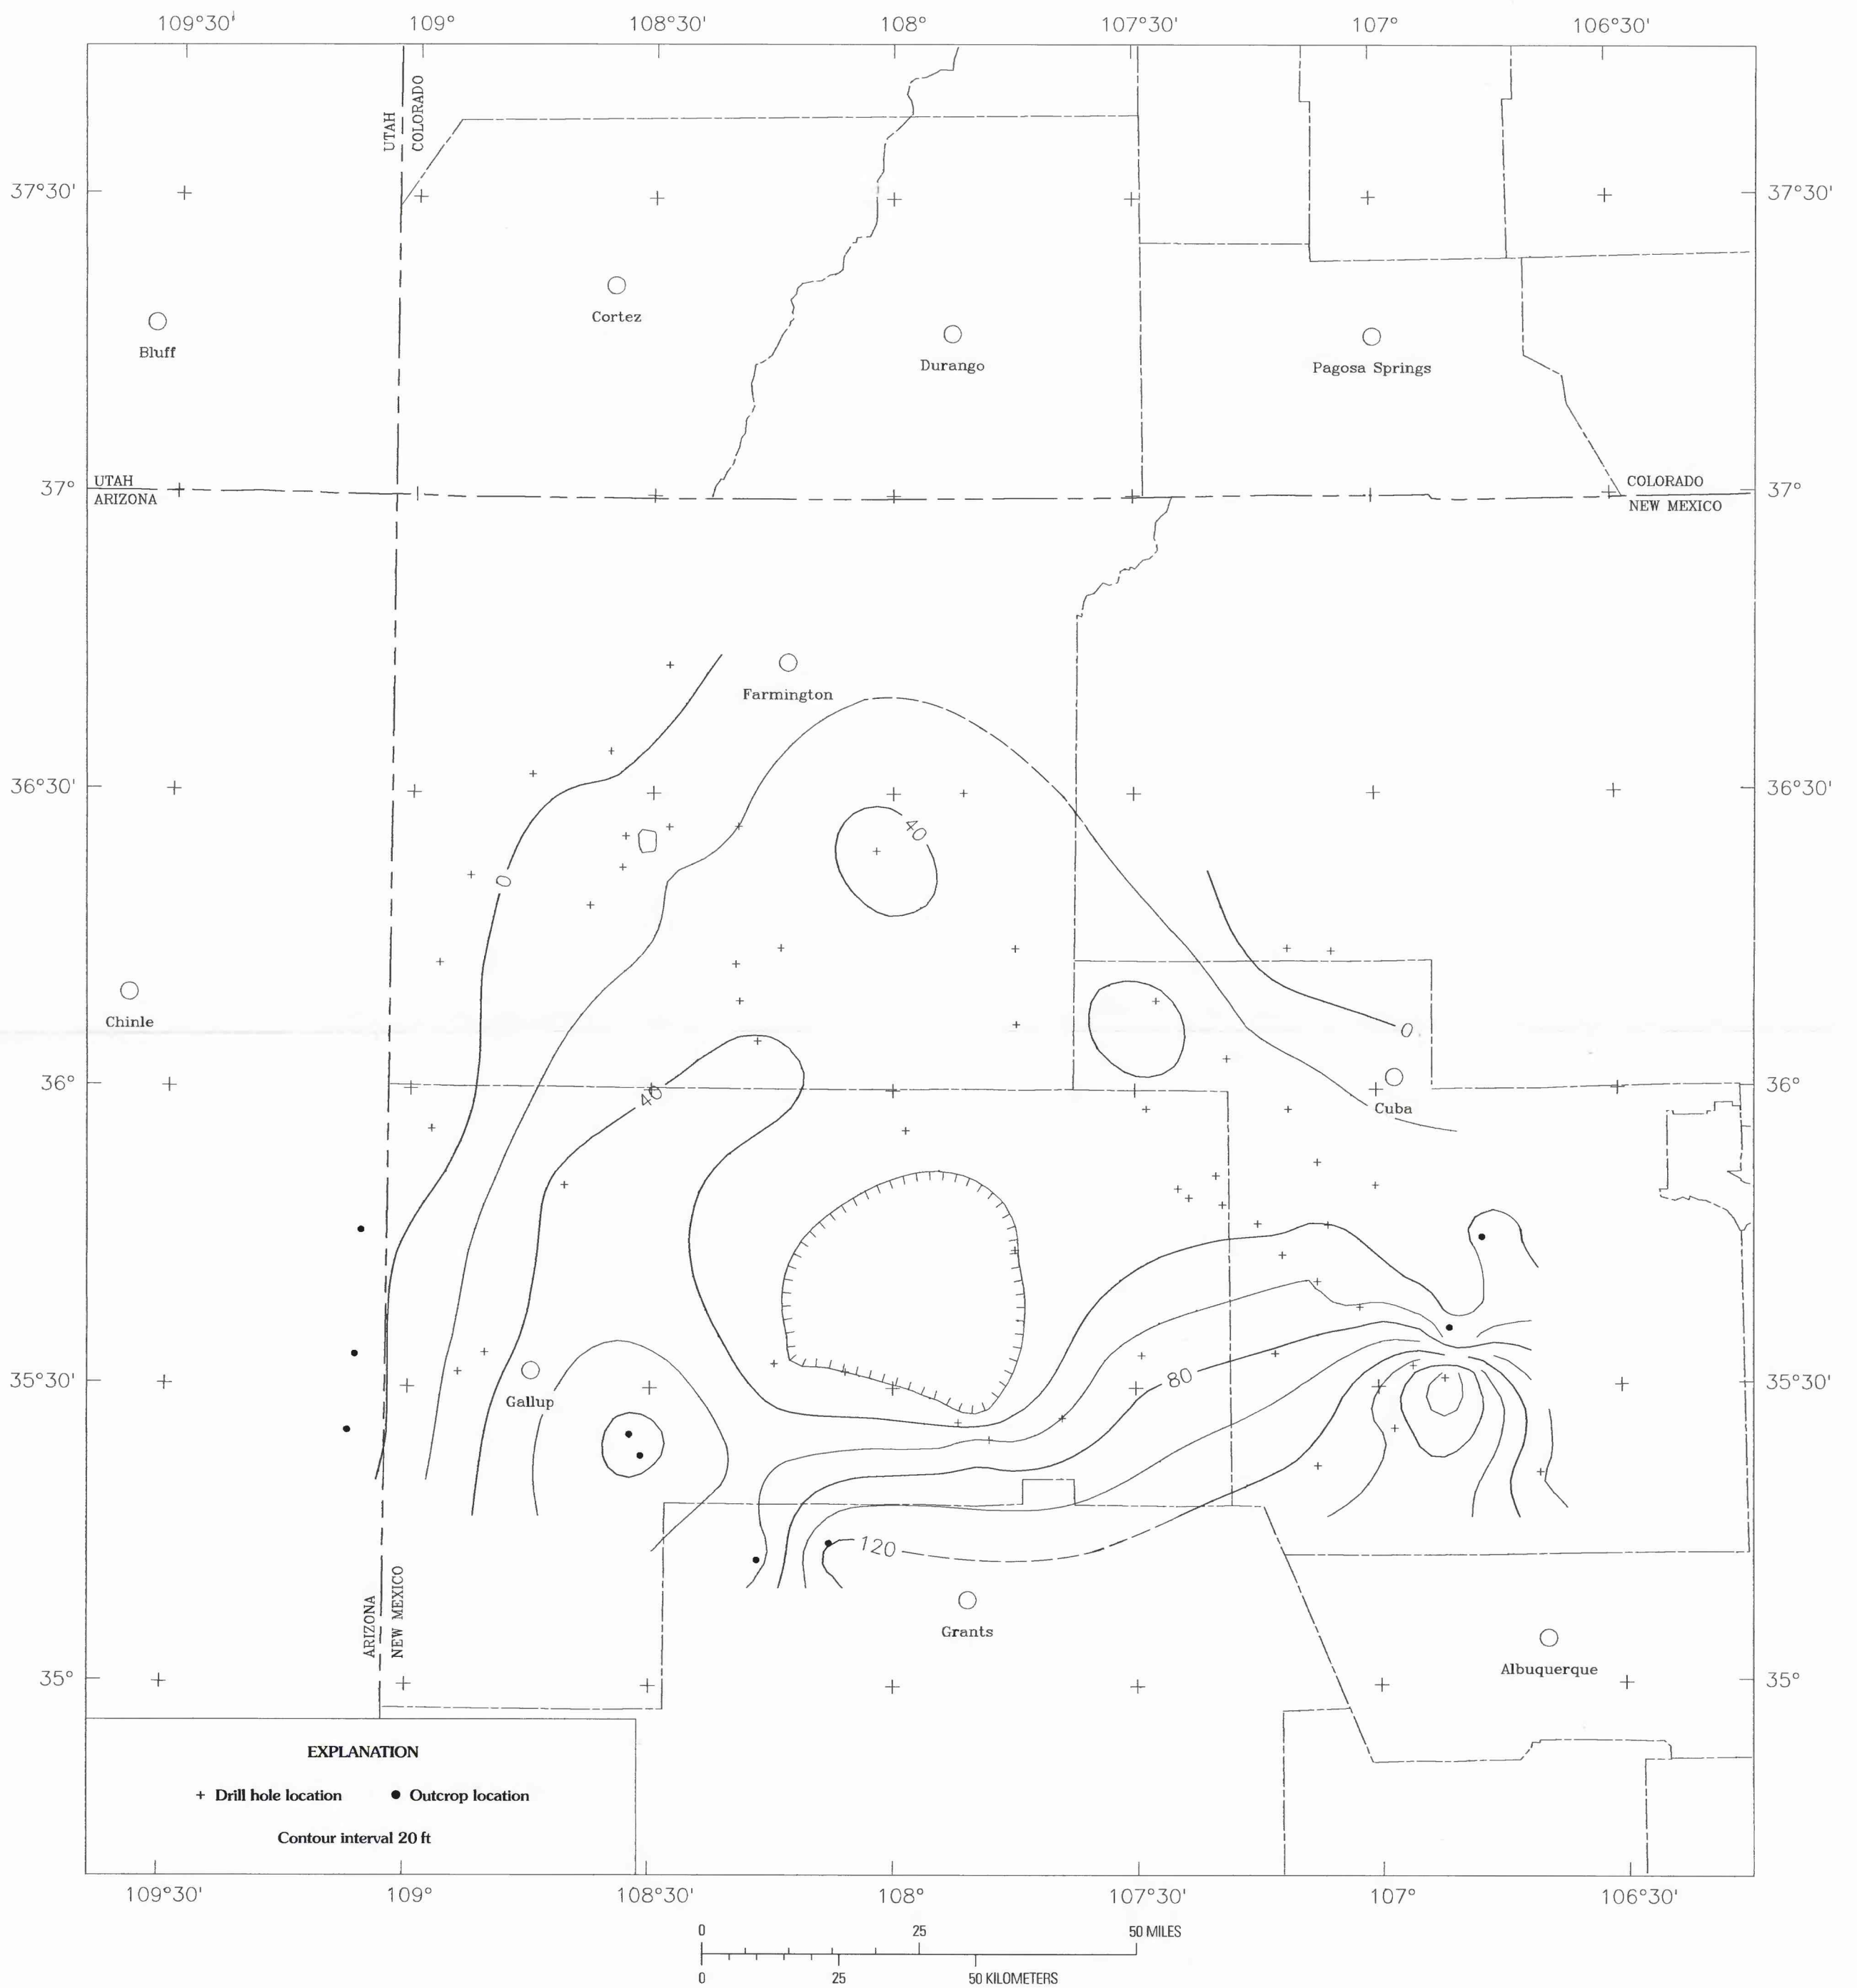 109°30' 109° 108°30' 108° 107°30' 107° 106°30'
UTAH
COLORADO
37°30' 37°30'
Cortez
Bluff
Durango
Pagosa Springs
37° UTAH COLORADO 37°
ARIZONA NEW MEXICO
Farmington
36°30' 36°30'
40
0
Chinle
0
36° 36°
40
Cuba
35°30' 35°30'
80
Gallup
120
ARIZONA
NEW MEXICO
Grants
Albuquerque
35° 35°
EXPLANATION
+ Drill hole location ● Outcrop location
Contour interval 20 ft
109°30' 109° 108°30' 108° 107°30' 107° 106°30'
0 25 50 MILES
0 25 50 KILOMETERS